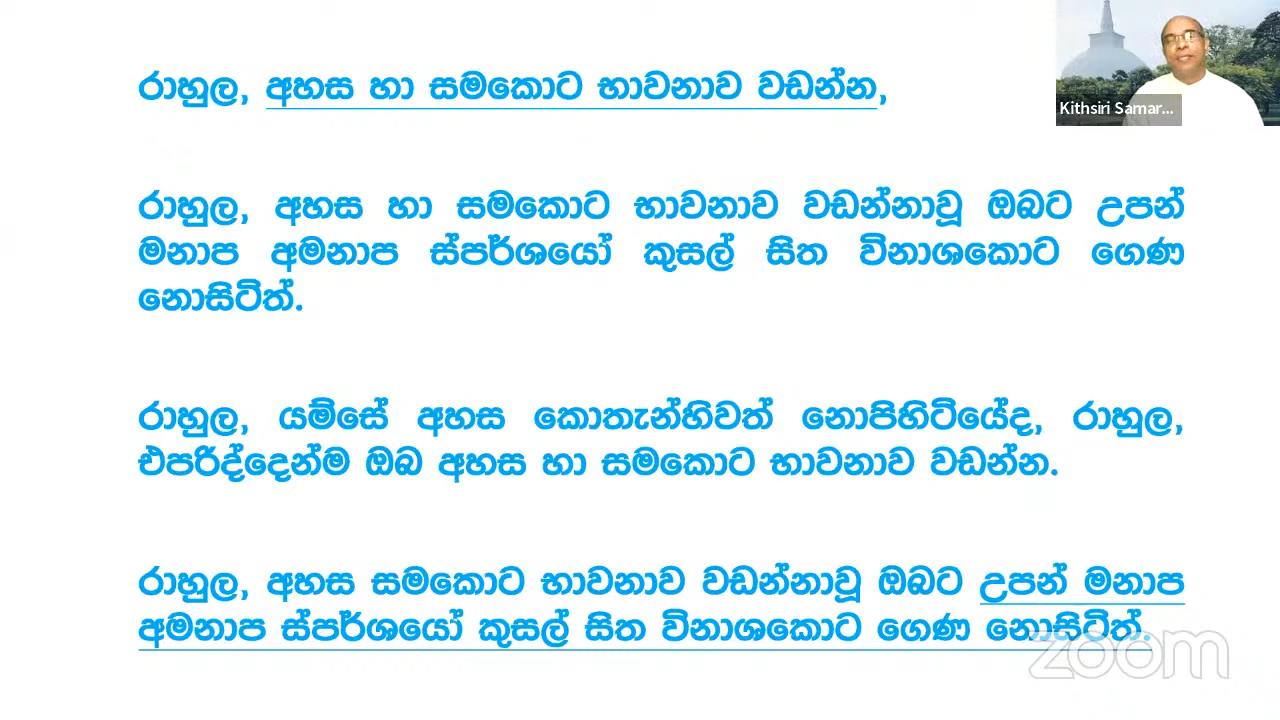 රාහුල, අහස හා සමකොට භාවනාව වඩන්න,
Kithsiri Samar...
රාහුල, අහස හා සමකොට භාවනාව වඩන්නාවූ ඔබට උපන්
මනාප අමනාප ස්පර්ශයෝ කුසල් සිත විනාශකොට ගෙණ
නොසිටිත්.
රාහුල, යම්සේ අහස කොතැන්හිවත් නොපිහිටියේද, රාහුල,
එපරිද්දෙන්ම ඔබ අහස හා සමකොට භාවනාව වඩන්න.
රාහුල, අහස සමකොට භාවනාව වඩන්නාවූ ඔබට උපන් මනාප
අමනාප ස්පර්ශයෝ කුසල් සිත විනාශකොට ගෙණ නොසිටිත්.
zoom